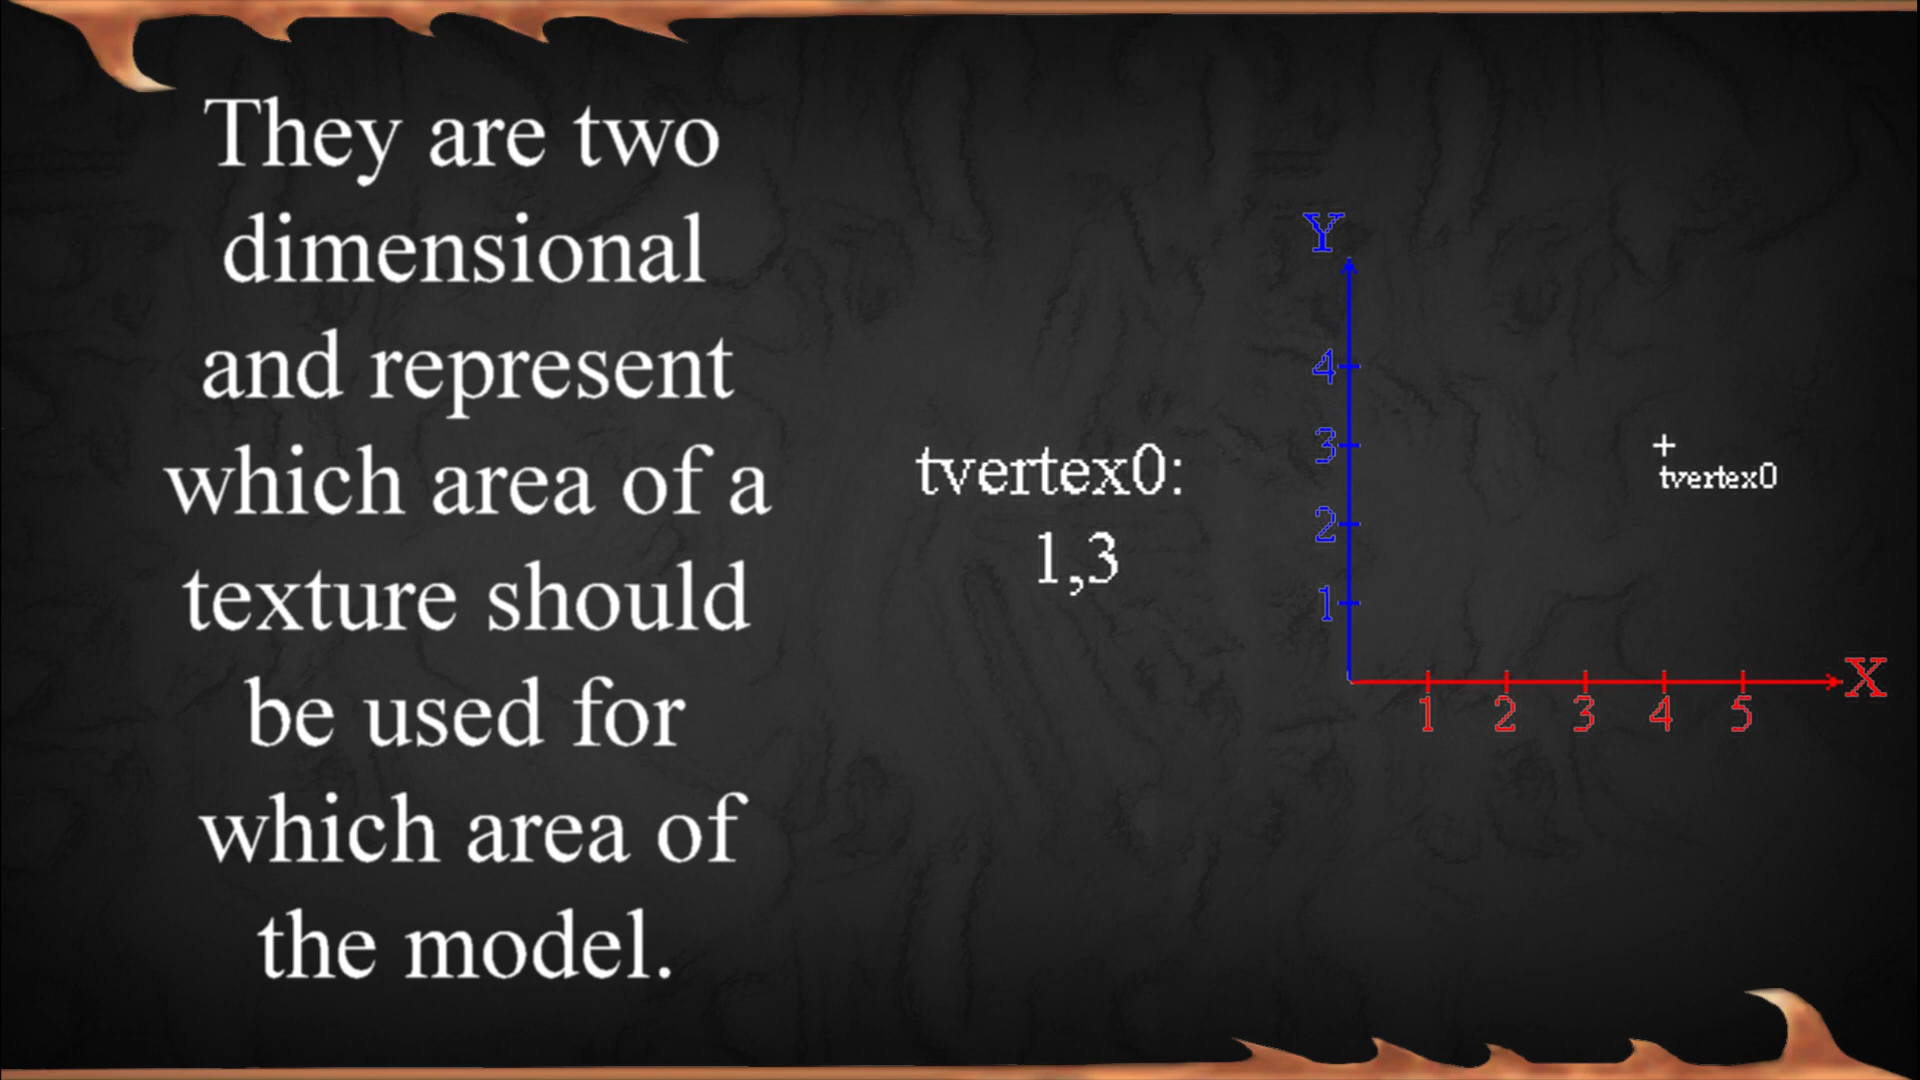 They are two
dimensional
and represent
which area of a
texture should
be used for
which area of
the model.
tvertex0:
1,3
Y
4
3
2
1
tvertex0
X
1 2 3 4 5